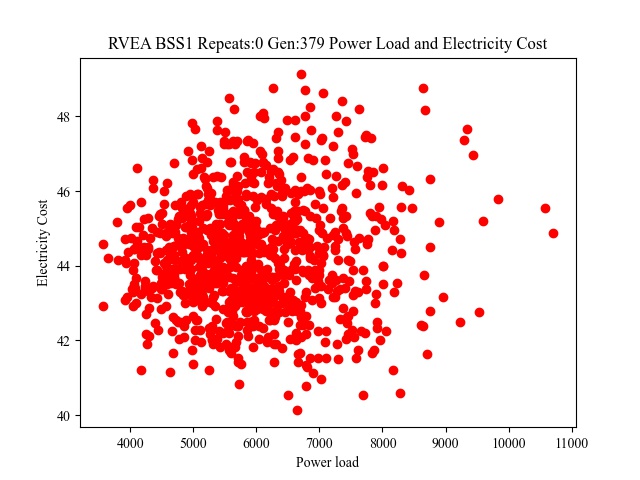 RVEA BSS1 Repeats:0 Gen:379 Power Load and Electricity Cost
Electricity Cost
48
46
44
42
40
4000 5000 6000 7000 8000 9000 10000 11000
Power load